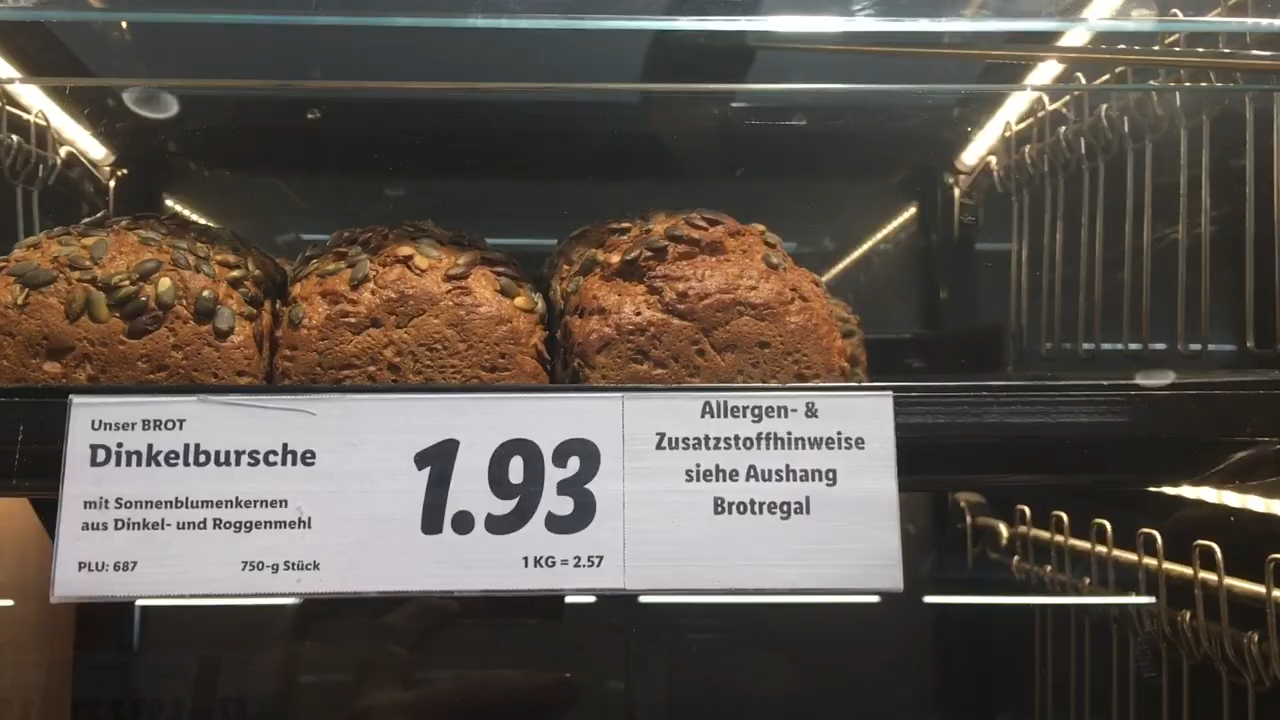 Unser BROT
Dinkelbursche
mit Sonnenblumenkernen
aus Dinkel- und Roggenmehl
PLU: 687
750-g Stück
1.93
1 KG = 2.57
Allergen- &
Zusatzstoffhinweise
siehe Aushang
Brotregal